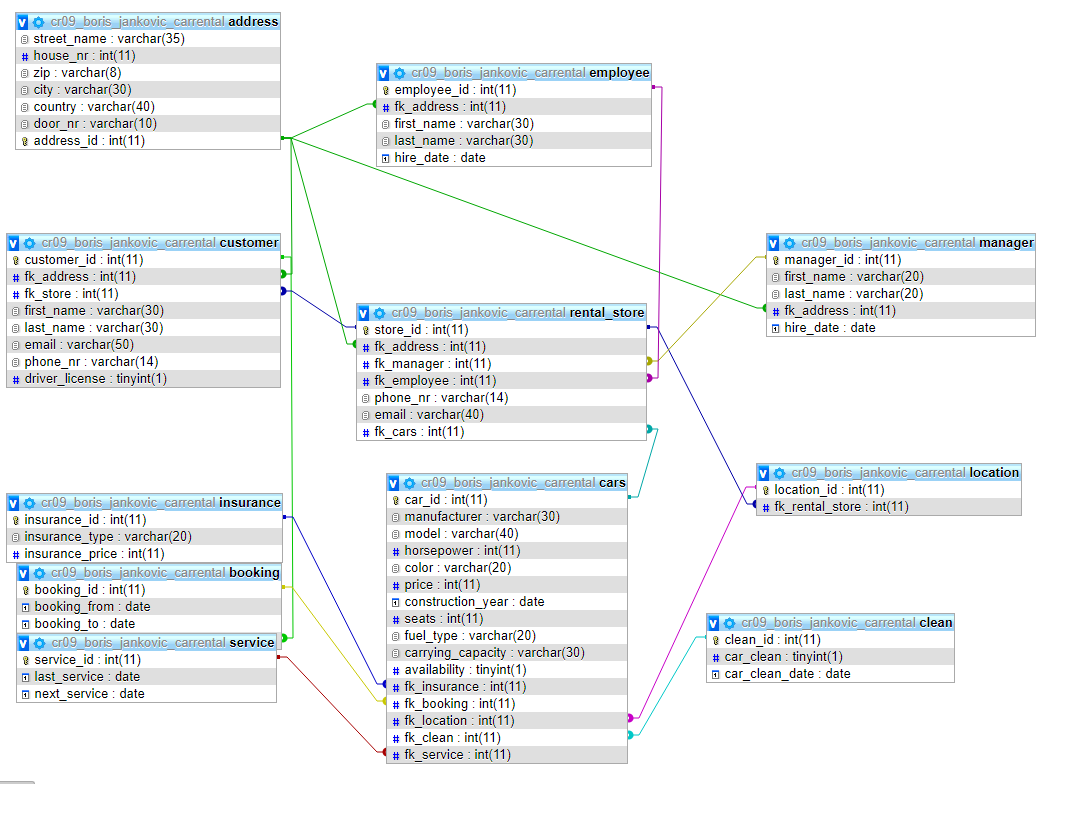 cr09_boris_jankovic_carrental address
street_name : varchar(35)
# house_nr : int(11)
zip : varchar(8)
city : varchar(30)
country : varchar(40)
door_nr : varchar(10)
address_id : int(11)
cr09_boris_jankovic_carrental employee
employee_id : int(11)
# fk_address : int(11)
first_name : varchar(30)
last_name : varchar(30)
hire_date : date
cr09_boris_jankovic_carrental customer
customer_id : int(11)
# fk_address : int(11)
# fk_store : int(11)
first_name : varchar(30)
last_name : varchar(30)
email : varchar(50)
phone_nr : varchar(14)
# driver_license : tinyint(1)
cr09_boris_jankovic_carrental manager
manager_id : int(11)
first_name : varchar(20)
last_name : varchar(20)
# fk_address : int(11)
hire_date : date
cr09_boris_jankovic_carrental rental_store
store_id : int(11)
# fk_address : int(11)
# fk_manager : int(11)
# fk_employee : int(11)
phone_nr : varchar(14)
email : varchar(40)
# fk_cars : int(11)
cr09_boris_jankovic_carrental insurance
insurance_id : int(11)
insurance_type : varchar(20)
# insurance_price : int(11)
cr09_boris_jankovic_carrental booking
booking_id : int(11)
booking_from : date
booking_to : date
cr09_boris_jankovic_carrental service
service_id : int(11)
last_service : date
next_service : date
cr09_boris_jankovic_carrental cars
car_id : int(11)
manufacturer : varchar(30)
model : varchar(40)
# horsepower : int(11)
color : varchar(20)
# price : int(11)
construction_year : date
# seats : int(11)
fuel_type : varchar(20)
carrying_capacity : varchar(30)
# availability : tinyint(1)
# fk_insurance : int(11)
# fk_booking : int(11)
# fk_location : int(11)
# fk_clean : int(11)
# fk_service : int(11)
cr09_boris_jankovic_carrental location
location_id : int(11)
# fk_rental_store : int(11)
cr09_boris_jankovic_carrental clean
clean_id : int(11)
# car_clean : tinyint(1)
car_clean_date : date